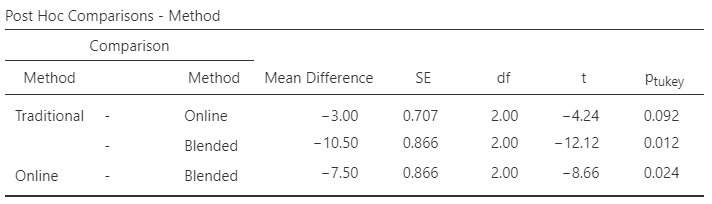 Post Hoc Comparisons - Method
Comparison
Method Method Mean Difference SE df t ptukey
Traditional - Online −3.00 0.707 2.00 −4.24 0.092
- Blended −10.50 0.866 2.00 −12.12 0.012
Online - Blended −7.50 0.866 2.00 −8.66 0.024